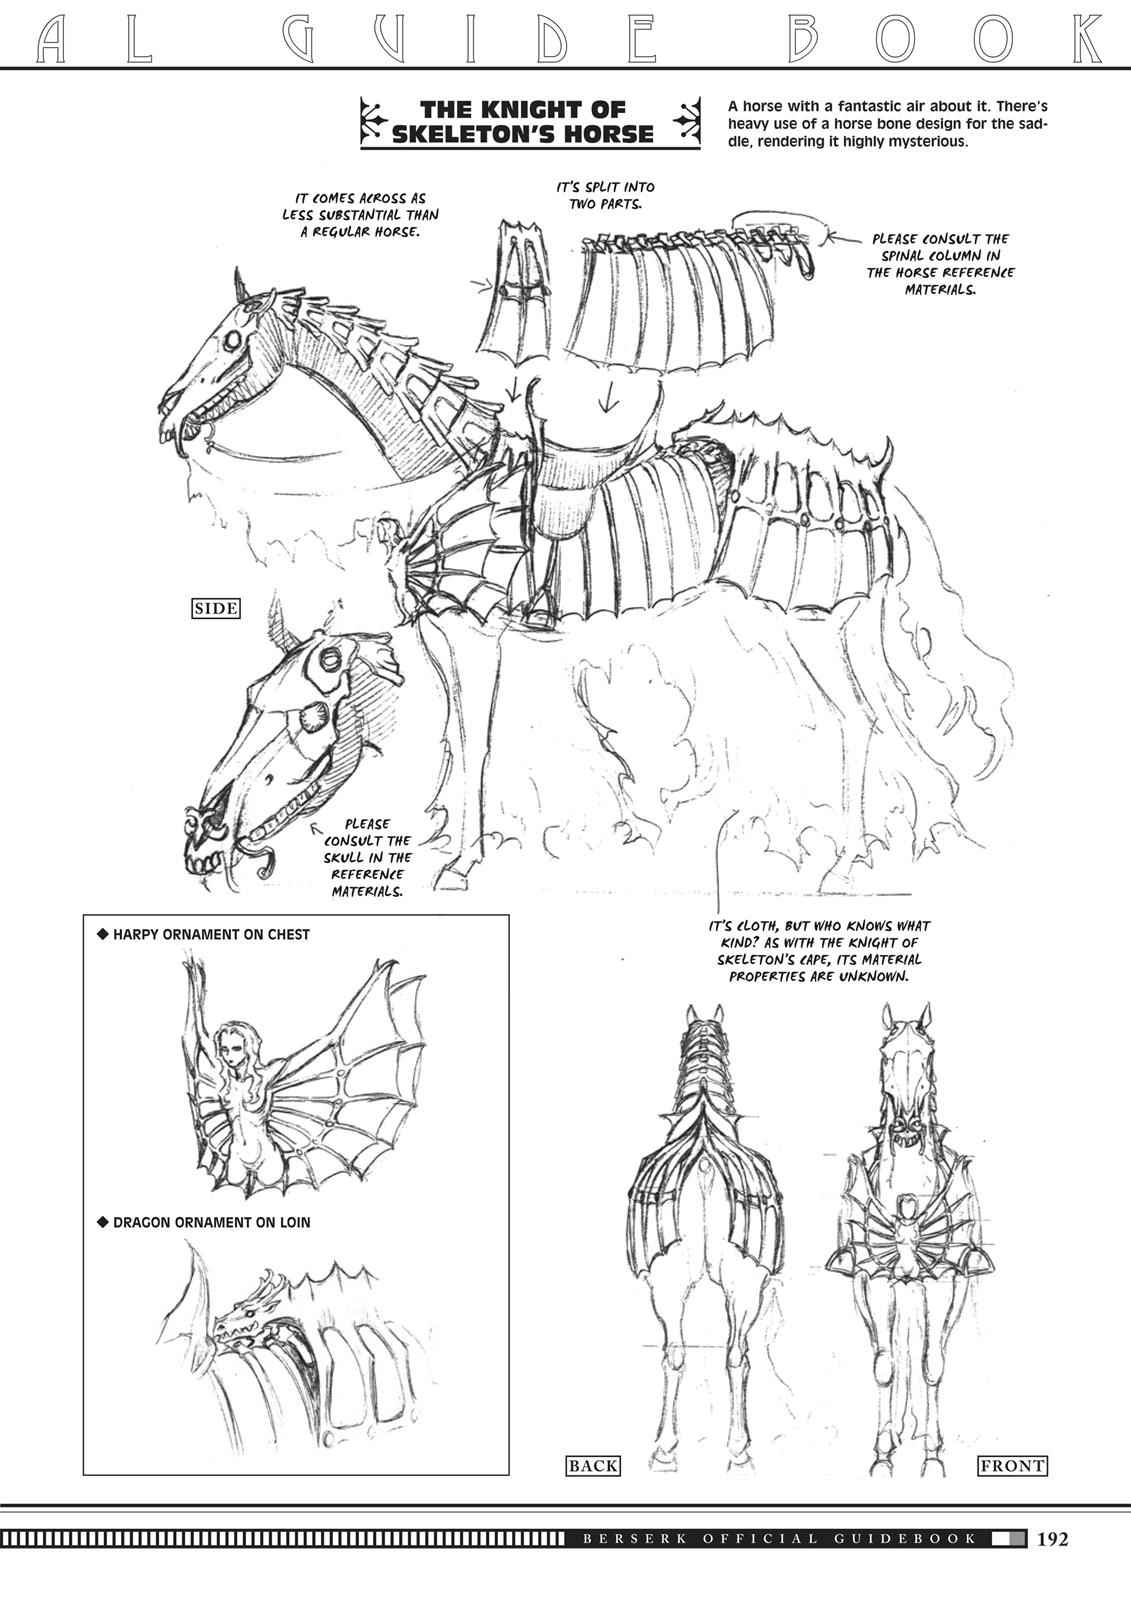 AL GUIDE BOOK
THE KNIGHT OF
SKELETON'S HORSE
A horse with a fantastic air about it. There's
heavy use of a horse bone design for the sad-
dle, rendering it highly mysterious.
IT COMES ACROSS AS
LESS SUBSTANTIAL THAN
A REGULAR HORSE.
IT'S SPLIT INTO
TWO PARTS.
PLEASE CONSULT THE
SPINAL COLUMN IN
THE HORSE REFERENCE
MATERIALS.
SIDE
PLEASE
CONSULT THE
SKULL IN THE
REFERENCE
MATERIALS.
IT'S CLOTH, BUT WHO KNOWS WHAT
KIND? AS WITH THE KNIGHT OF
SKELETON'S CAPE, ITS MATERIAL
PROPERTIES ARE UNKNOWN.
◆ HARPY ORNAMENT ON CHEST
◆ DRAGON ORNAMENT ON LOIN
BACK
FRONT
BERSERK OFFICIAL GUIDEBOOK
192